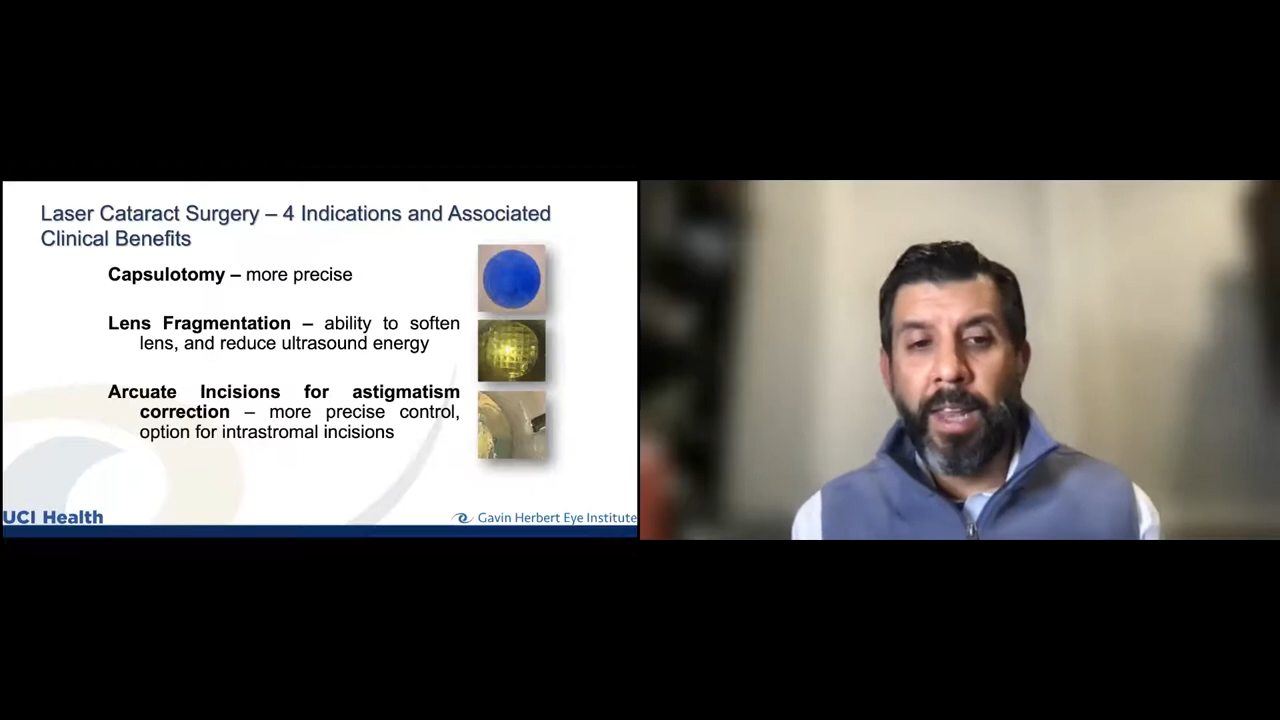 Laser Cataract Surgery – 4 Indications and Associated
Clinical Benefits
Capsulotomy – more precise
Lens Fragmentation – ability to soften
lens, and reduce ultrasound energy
Arcuate Incisions for astigmatism
correction – more precise control,
option for intrastromal incisions
UCI Health
Gavin Herbert Eye Institute